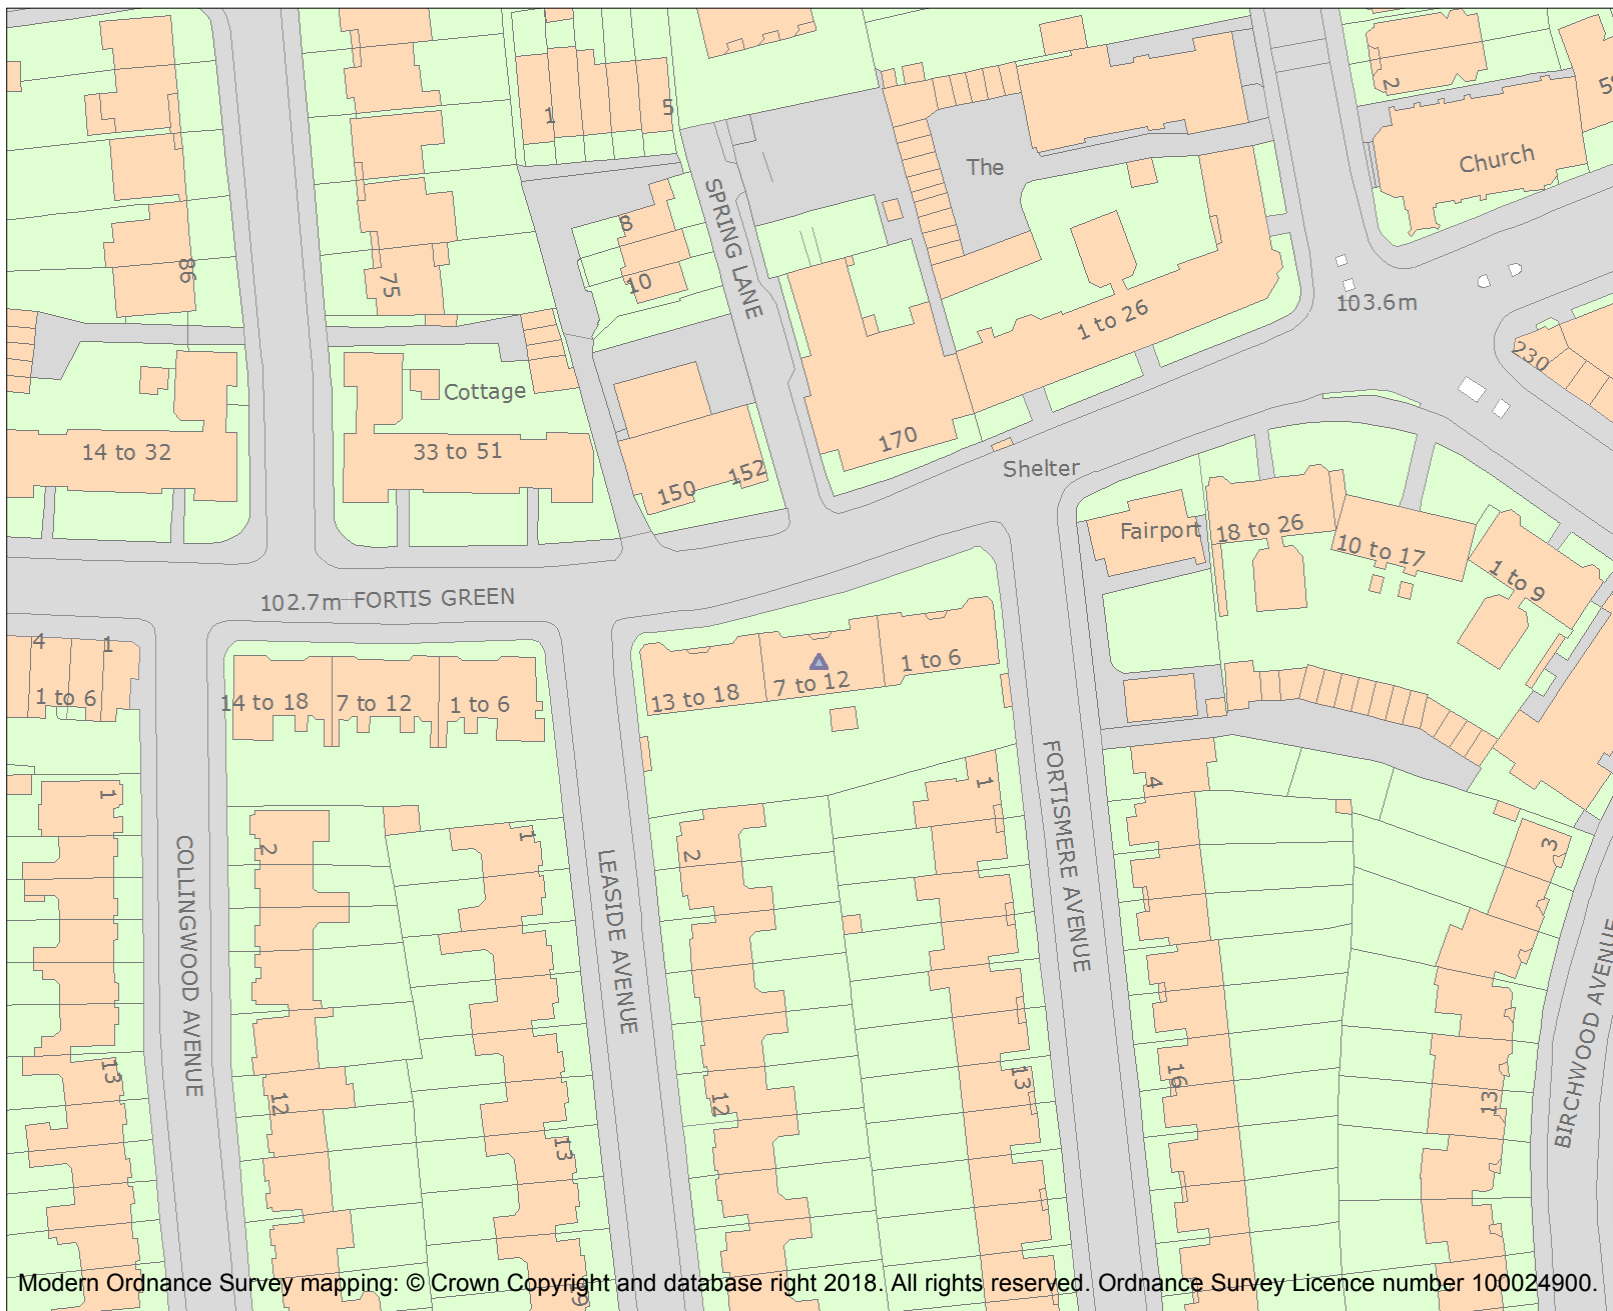 2
59
1
5
The
Church
8
86
75
10
SPRING LANE
1 to 26
103.6m
230
Cottage
14 to 32
33 to 51
170
150
152
Shelter
Fairport
18 to 26
10 to 17
1 to 9
102.7m
FORTIS GREEN
4
1
1 to 6
14 to 18
7 to 12
1 to 6
13 to 18
7 to 12
1 to 6
1
2
1
2
1
4
3
COLLINGWOOD AVENUE
LEASIDE AVENUE
FORTISMERE AVENUE
BIRCHWOOD AVENUE
13
12
13
12
13
16
13
Modern Ordnance Survey mapping: © Crown Copyright and database right 2018. All rights reserved. Ordnance Survey Licence number 100024900.